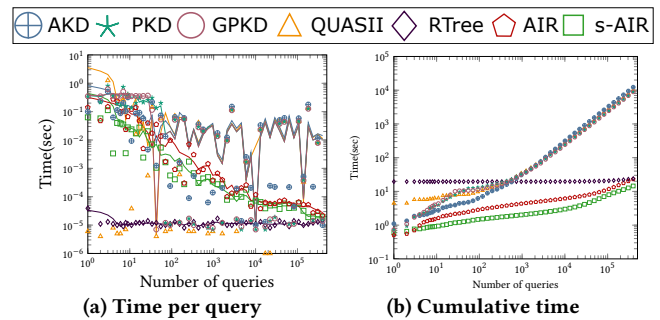 AKD PKD GPKD QUASII RTree AIR s-AIR
Time(sec)
10^1
10^0
10^-1
10^-2
10^-3
10^-4
10^-5
10^-6
10^0 10^1 10^2 10^3 10^4 10^5
Number of queries
(a) Time per query
Time(sec)
10^5
10^4
10^3
10^2
10^1
10^0
10^-1
10^0 10^1 10^2 10^3 10^4 10^5
Number of queries
(b) Cumulative time